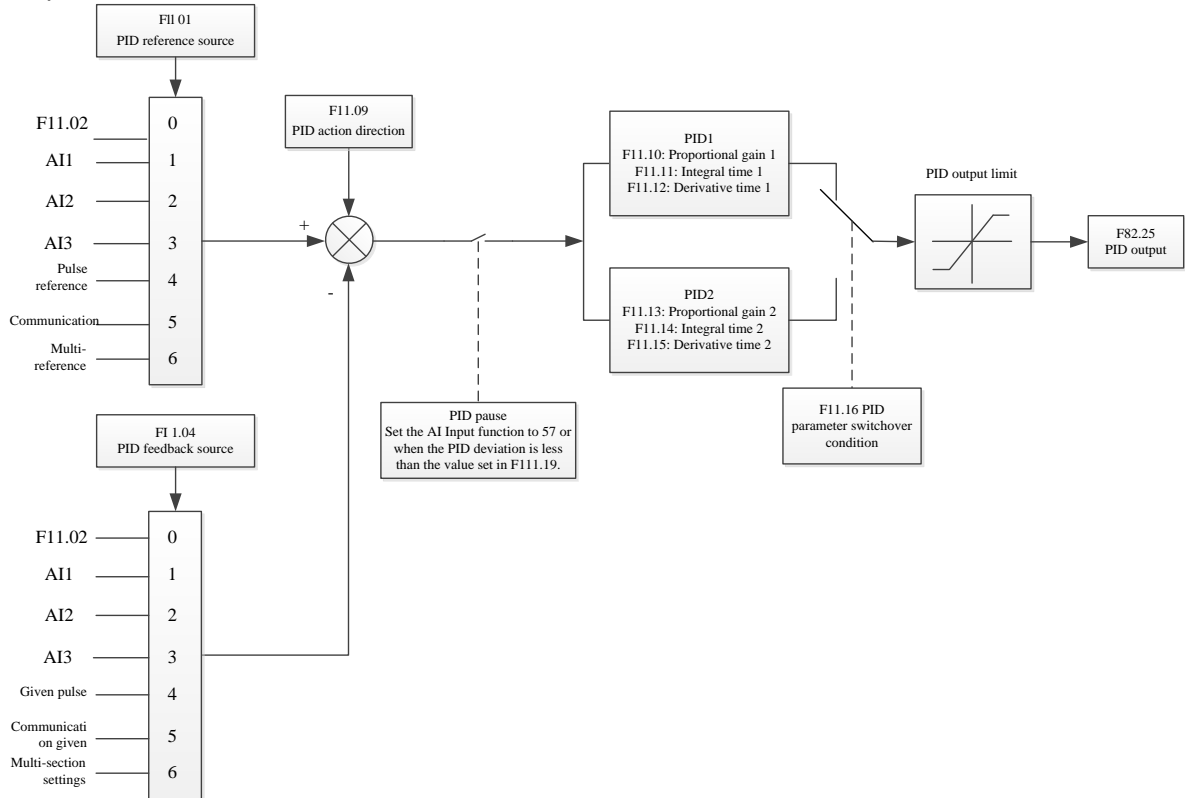 Fll 01
PID reference source
F11.02
0
AI1
1
AI2
2
AI3
3
Pulse
reference
4
Communication
5
Multi-
reference
6
F11.09
PID action direction
+
-
PID1
F11.10: Proportional gain 1
F11.11: Integral time 1
F11.12: Derivative time 1
PID2
F11.13: Proportional gain 2
F11.14: Integral time 2
F11.15: Derivative time 2
PID output limit
F82.25
PID output
PID pause
Set the AI Input function to 57 or
when the PID deviation is less
than the value set in F111.19.
F11.16 PID
parameter switchover
condition
FI 1.04
PID feedback source
F11.02
0
AI1
1
AI2
2
AI3
3
Given pulse
4
Communicati
on given
5
Multi-section
settings
6